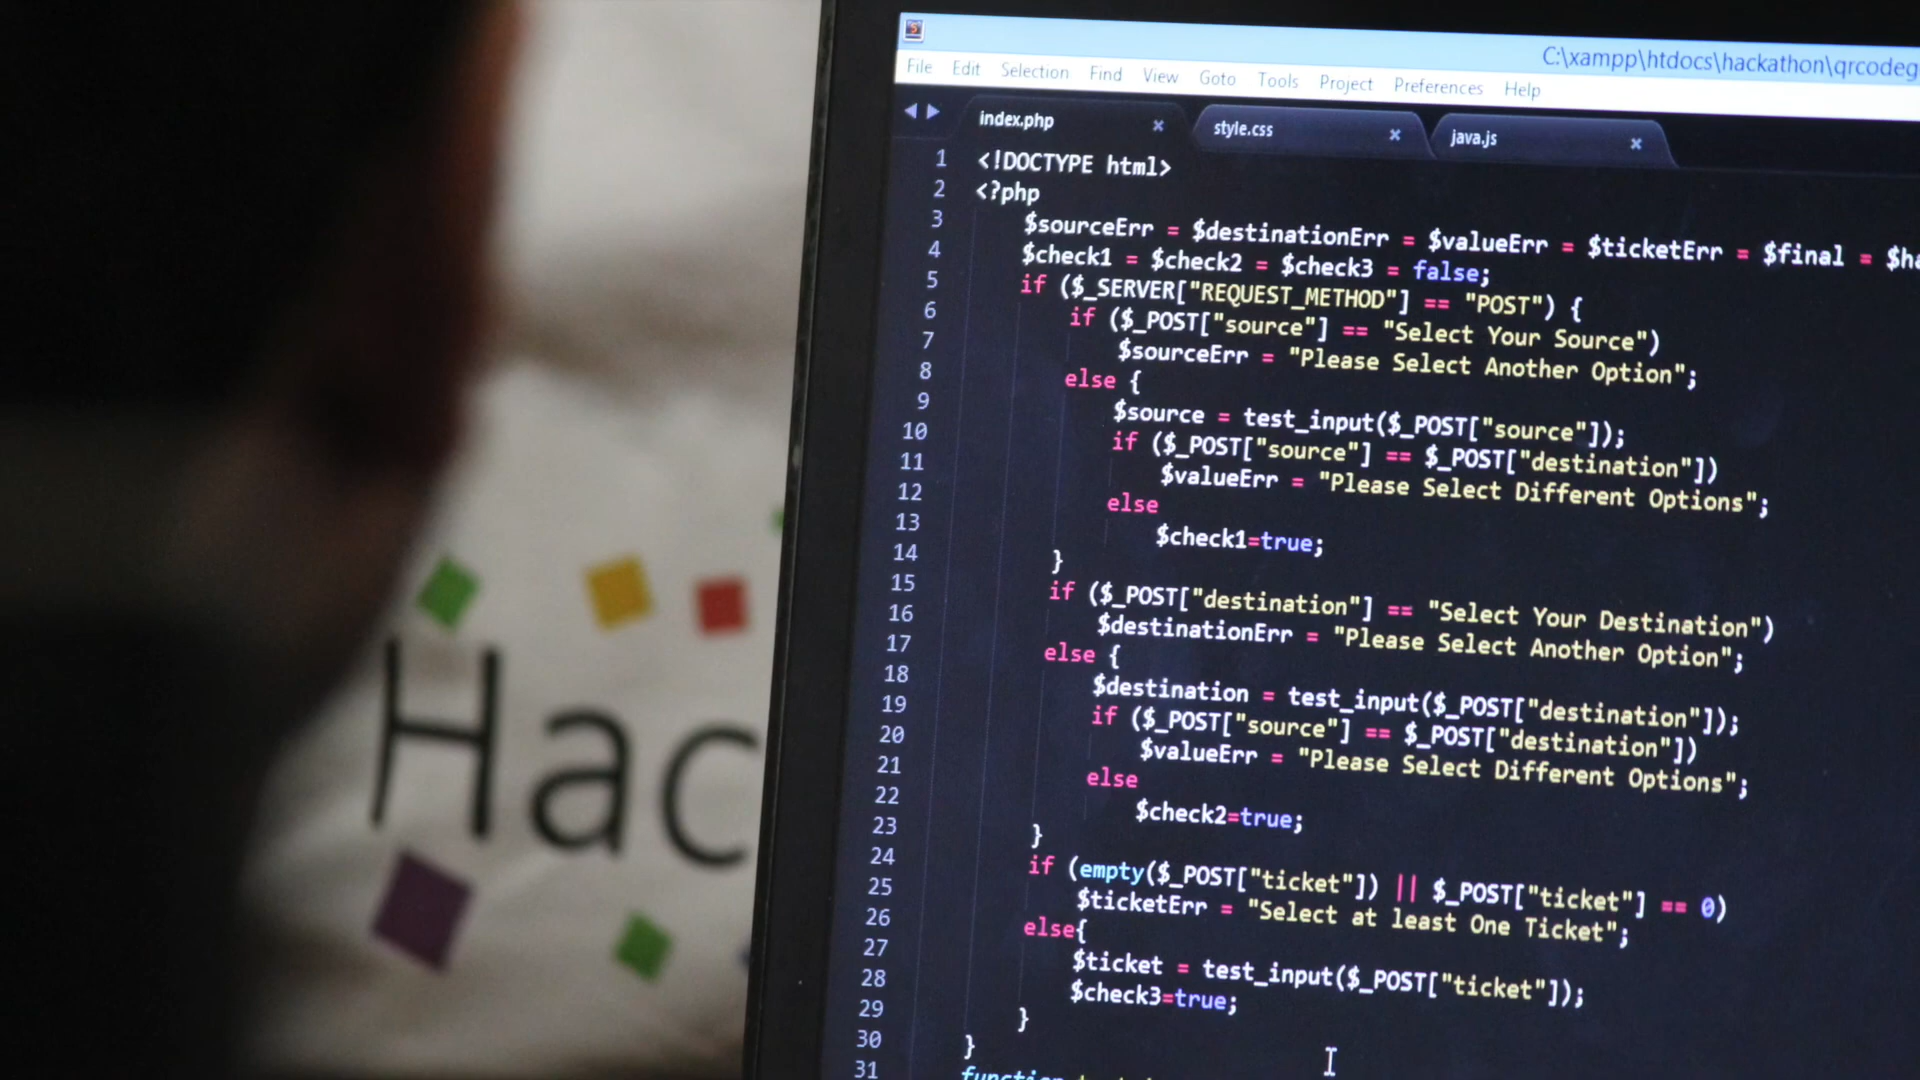 C:\xampp\htdocs\hackathon\qrcodeg
File Edit Selection Find View Goto Tools Project Preferences Help
index.php × style.css × java.js ×
1 <!DOCTYPE html>
2 <?php
3 $sourceErr = $destinationErr = $valueErr = $ticketErr = $final = $ha
4 $check1 = $check2 = $check3 = false;
5 if ($_SERVER["REQUEST_METHOD"] == "POST") {
6 if ($_POST["source"] == "Select Your Source")
7 $sourceErr = "Please Select Another Option";
8 else {
9 $source = test_input($_POST["source"]);
10 if ($_POST["source"] == $_POST["destination"])
11 $valueErr = "Please Select Different Options";
12 else
13 $check1=true;
14 }
15 if ($_POST["destination"] == "Select Your Destination")
16 $destinationErr = "Please Select Another Option";
17 else {
18 $destination = test_input($_POST["destination"]);
19 if ($_POST["source"] == $_POST["destination"])
20 $valueErr = "Please Select Different Options";
21 else
22 $check2=true;
23 }
24 if (empty($_POST["ticket"]) || $_POST["ticket"] == 0)
25 $ticketErr = "Select at least One Ticket";
26 else{
27 $ticket = test_input($_POST["ticket"]);
28 $check3=true;
29 }
30 }
31 function
Hac